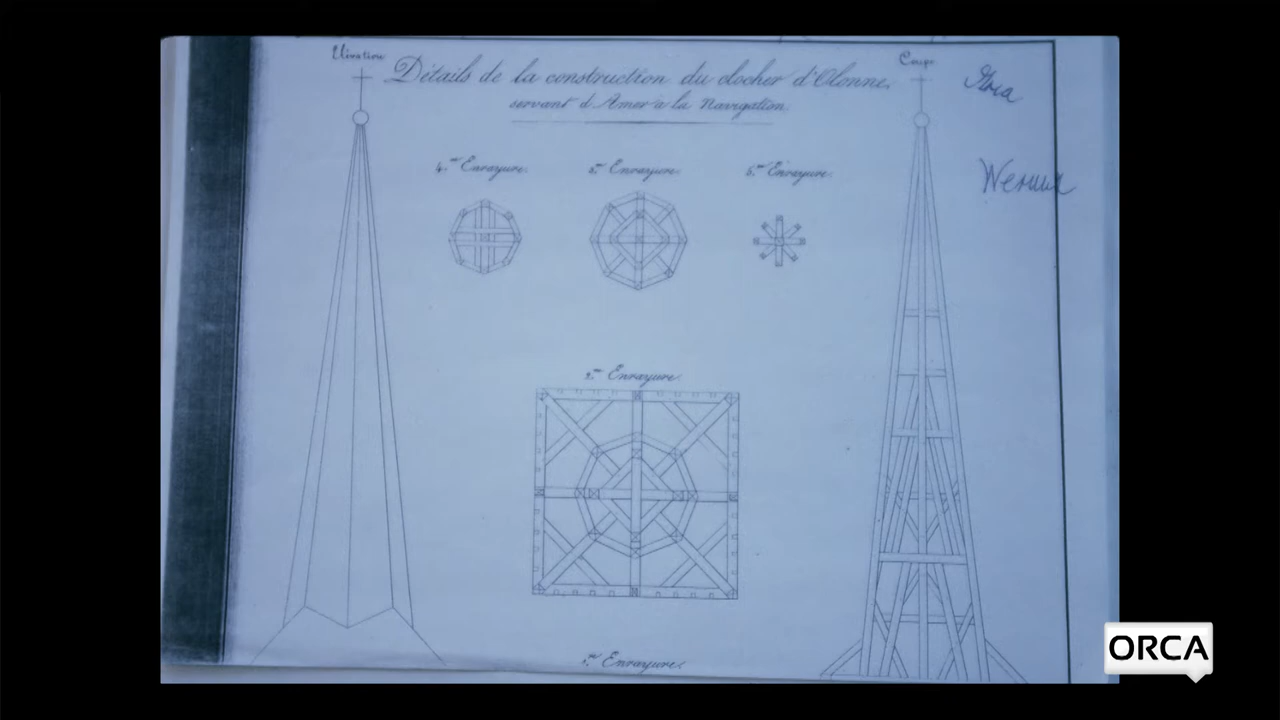 Elévation
Détails de la construction du clocher d'Olonne,
servant d'Amer à la Navigation.
Coupe
4.me Enrayure.
3.me Enrayure.
5.me Enrayure.
2.me Enrayure.
1.re Enrayure.
ORCA